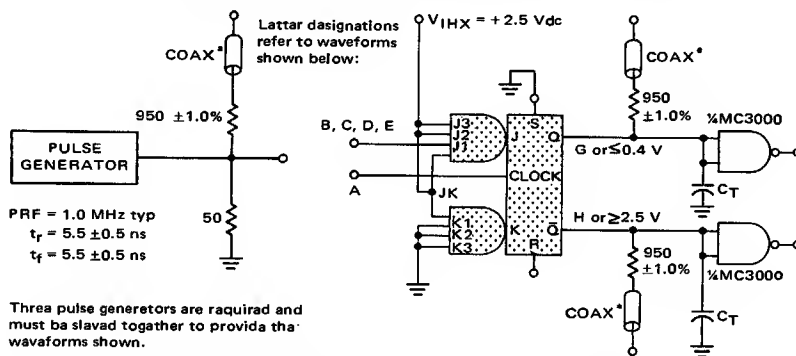 COAX*
950 ±1.0%
PULSE
GENERATOR
50
PRF = 1.0 MHz typ
tr = 5.5 ±0.5 ns
tf = 5.5 ±0.5 ns
Threa pulse generetors are raquirad and
must ba slavad togather to provida tha
waveforms shown.
Lattar dasignations
refer to waveforms
shown below:
VIHX = +2.5 Vdc
B, C, D, E
A
J3
J2
J1
JK
K1
K2
K3
S
J
Q
CLOCK
K
Q̅
R
COAX*
950
±1.0%
¼MC3000
G or ≤0.4 V
CT
H or ≥2.5 V
950
±1.0%
¼MC3000
COAX*
CT